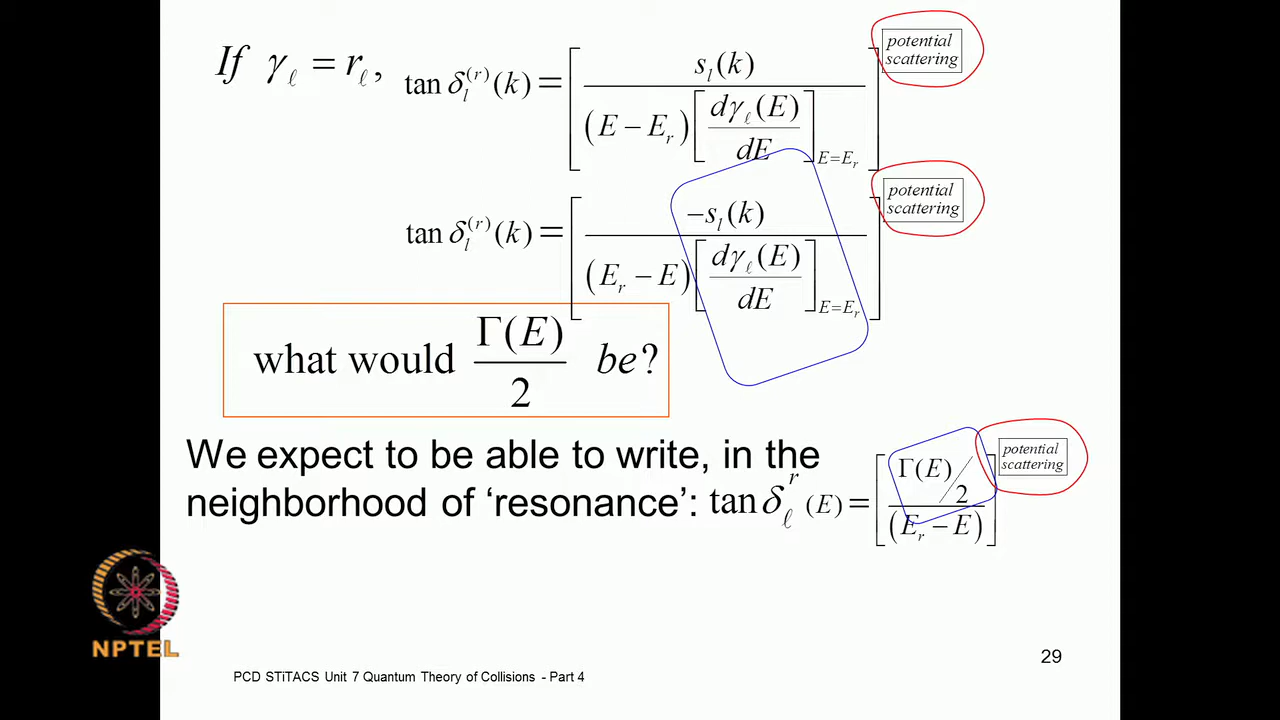 If γ_ℓ = r_ℓ, tan δ_l^(r)(k) = [ s_l(k) / ( (E − E_r) [ dγ_ℓ(E) / dE ]_{E=E_r} ) ] potential scattering
tan δ_l^(r)(k) = [ −s_l(k) / ( (E_r − E) [ dγ_ℓ(E) / dE ]_{E=E_r} ) ] potential scattering
what would Γ(E) / 2 be?
We expect to be able to write, in the
neighborhood of ‘resonance’: tan δ_ℓ^r (E) = [ Γ(E)/2 / (E_r − E) ] potential scattering
NPTEL
29
PCD STiTACS Unit 7 Quantum Theory of Collisions - Part 4